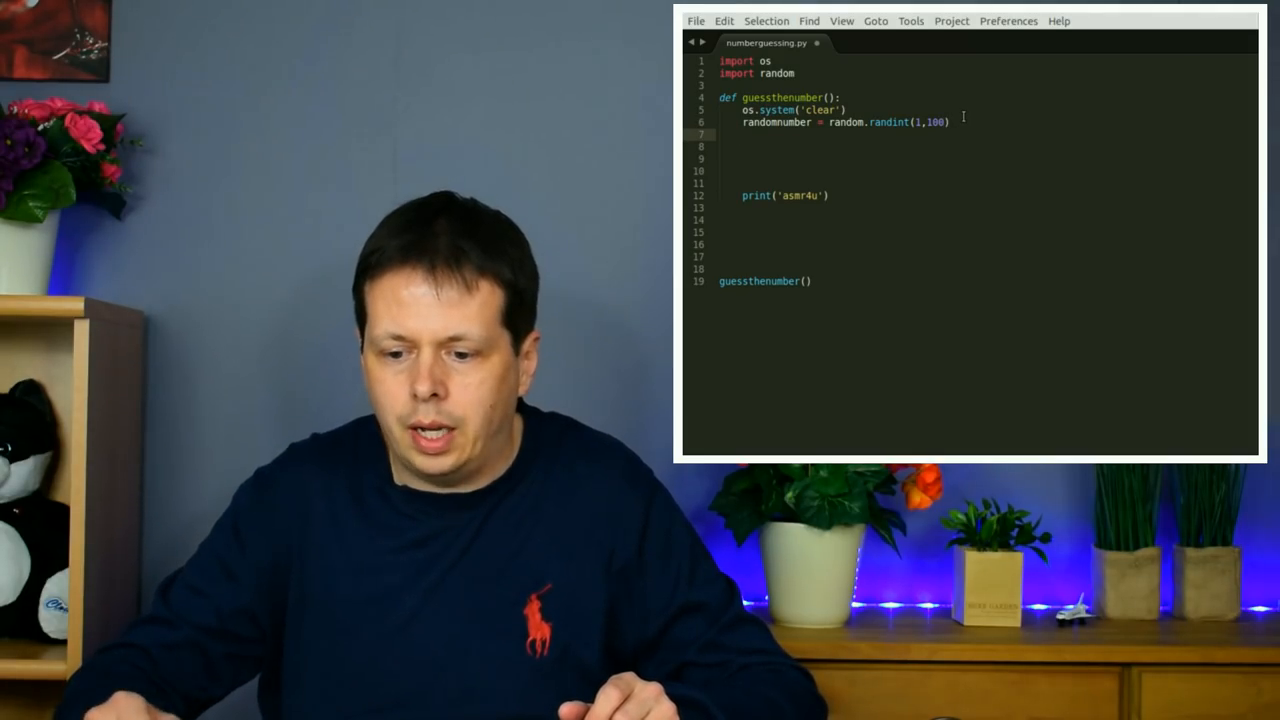 File Edit Selection Find View Goto Tools Project Preferences Help
numberguessing.py
1 import os
2 import random
3
4 def guessthenumber():
5 os.system('clear')
6 randomnumber = random.randint(1,100)
7
8
9
10
11
12 print('asmr4u')
13
14
15
16
17
18
19 guessthenumber()